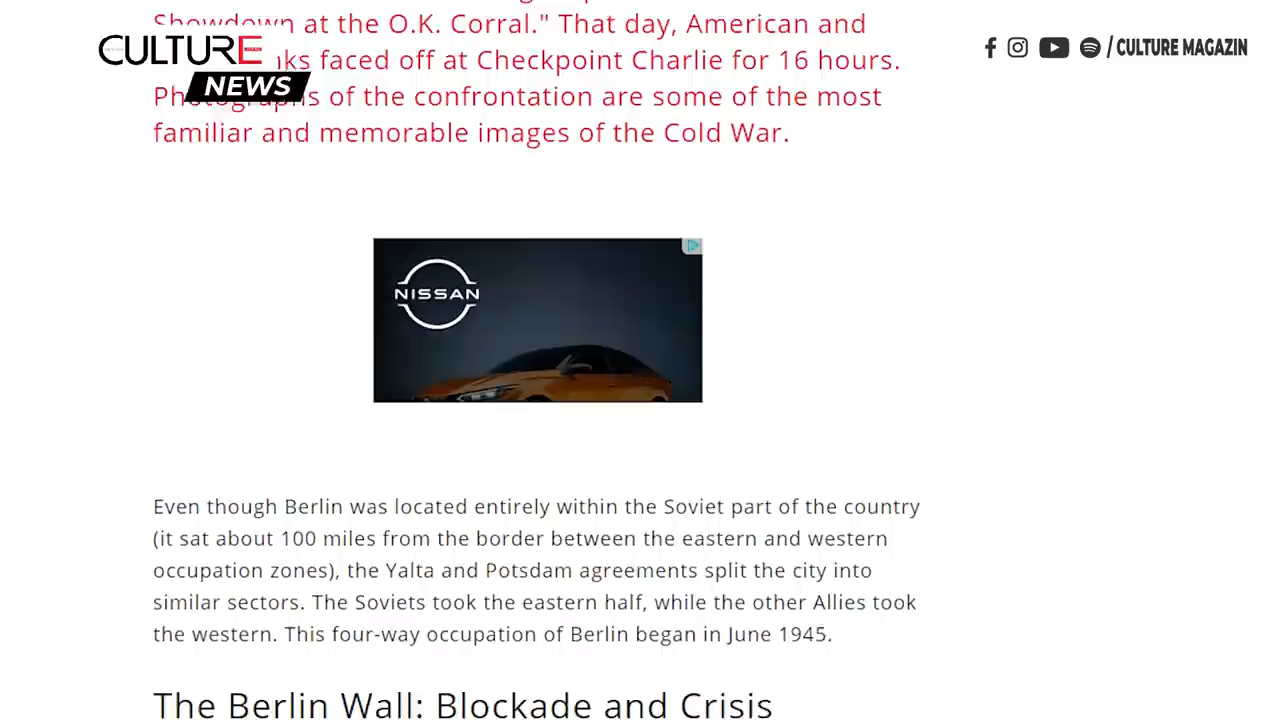 Showdown at the O.K. Corral." That day, American and
CULTURE
NEWS
faced off at Checkpoint Charlie for 16 hours.
/ CULTURE MAGAZIN
Photographs of the confrontation are some of the most
familiar and memorable images of the Cold War.
NISSAN
Even though Berlin was located entirely within the Soviet part of the country
(it sat about 100 miles from the border between the eastern and western
occupation zones), the Yalta and Potsdam agreements split the city into
similar sectors. The Soviets took the eastern half, while the other Allies took
the western. This four-way occupation of Berlin began in June 1945.
The Berlin Wall: Blockade and Crisis